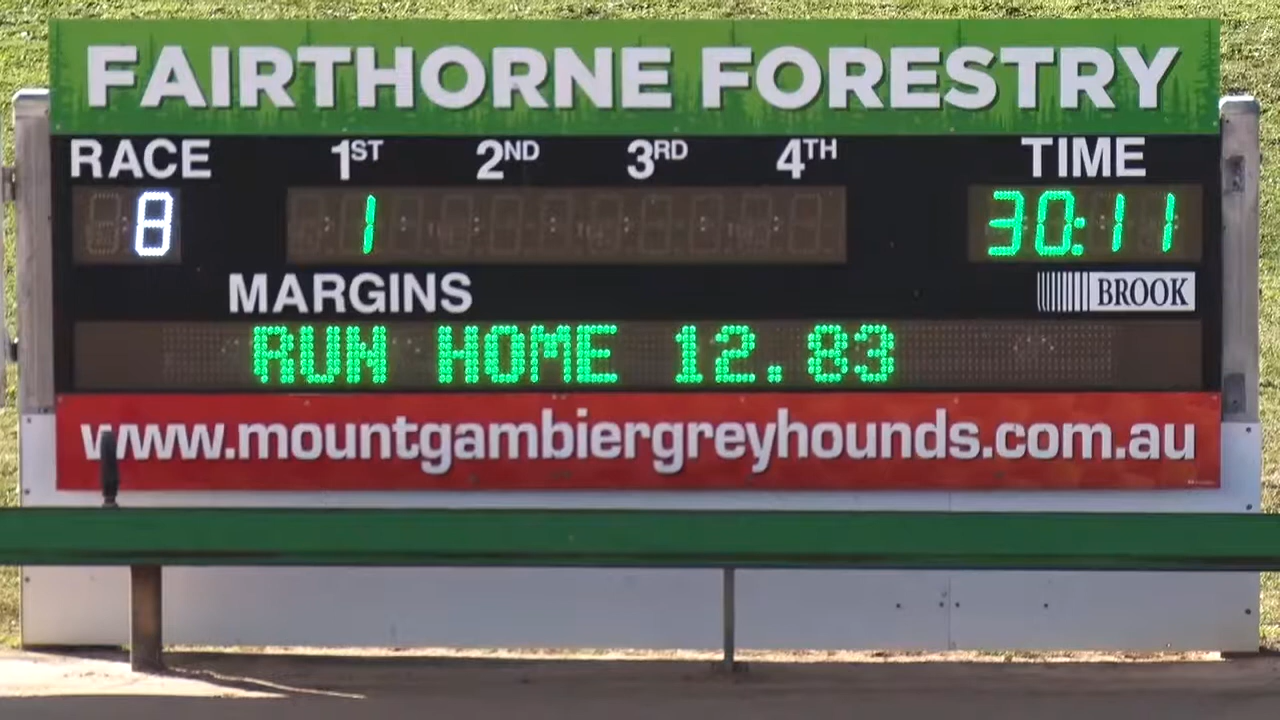 FAIRTHORNE FORESTRY
RACE 1ST 2ND 3RD 4TH TIME
8 1 30:11
MARGINS BROOK
RUN HOME 12.83
www.mountgambiergreyhounds.com.au